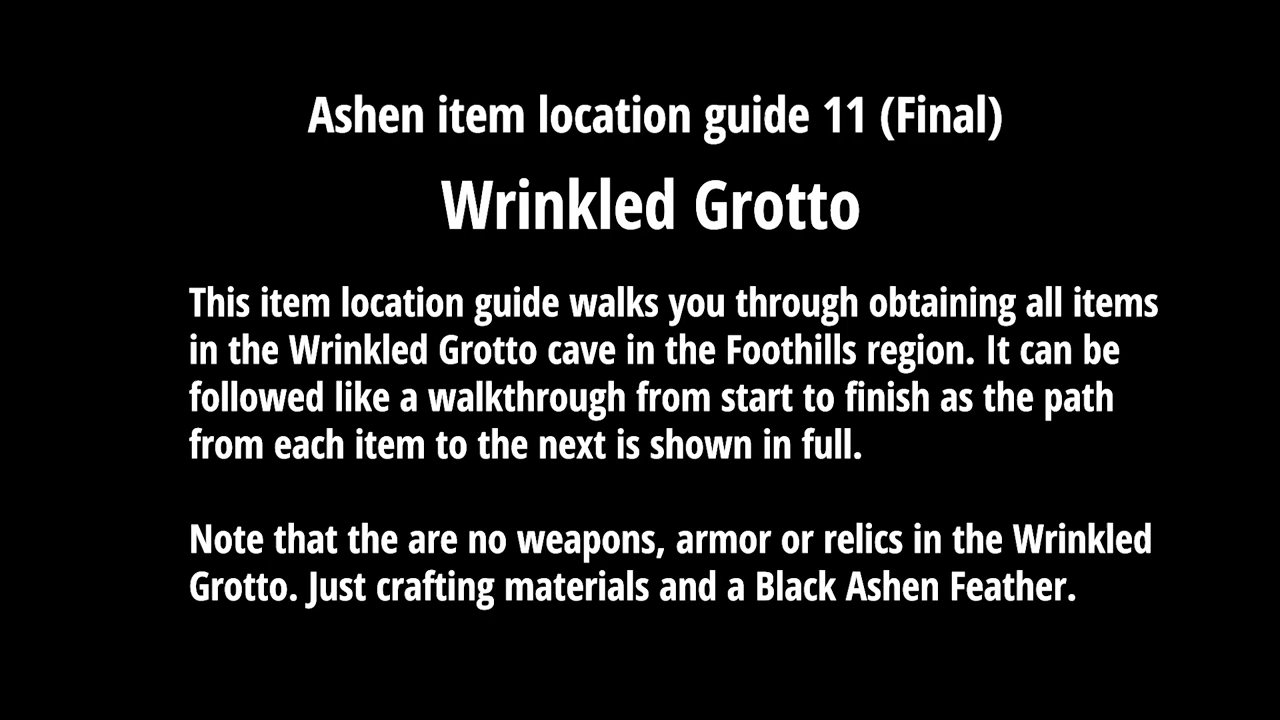 Ashen item location guide 11 (Final)
Wrinkled Grotto
This item location guide walks you through obtaining all items
in the Wrinkled Grotto cave in the Foothills region. It can be
followed like a walkthrough from start to finish as the path
from each item to the next is shown in full.
Note that the are no weapons, armor or relics in the Wrinkled
Grotto. Just crafting materials and a Black Ashen Feather.